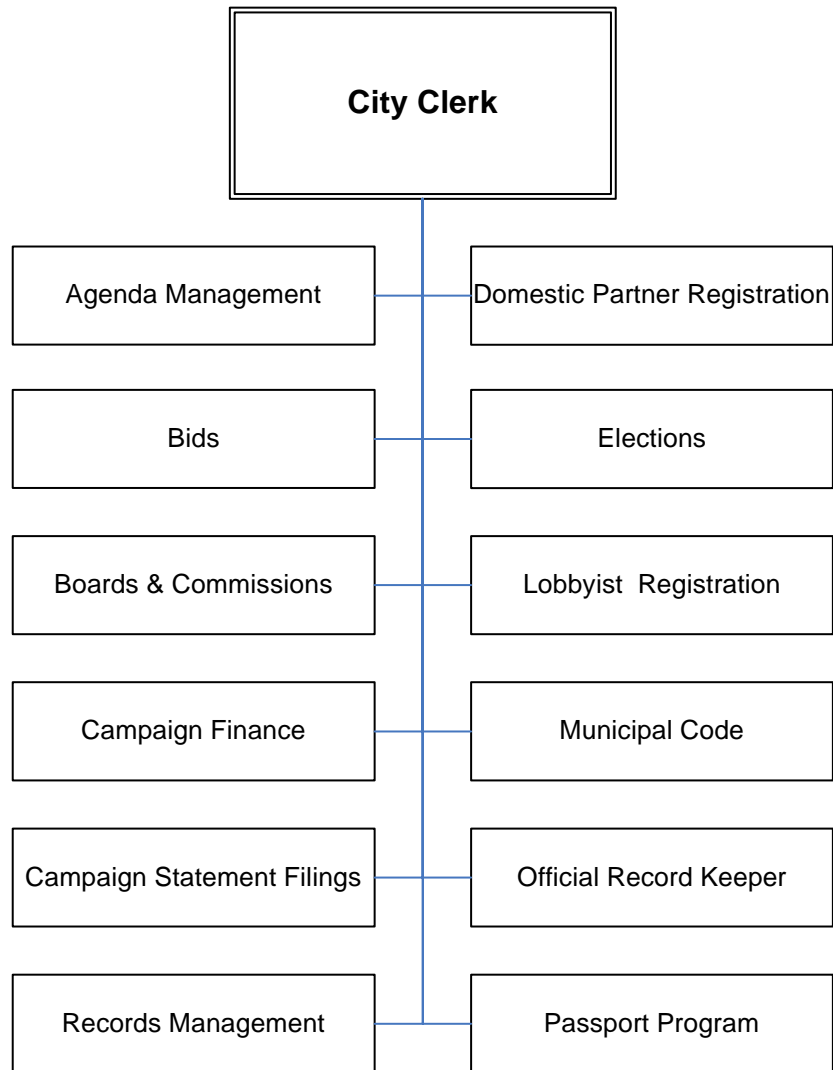 City Clerk
Agenda Management
Domestic Partner Registration
Bids
Elections
Boards & Commissions
Lobbyist  Registration
Campaign Finance
Municipal Code
Campaign Statement Filings
Official Record Keeper
Records Management
Passport Program